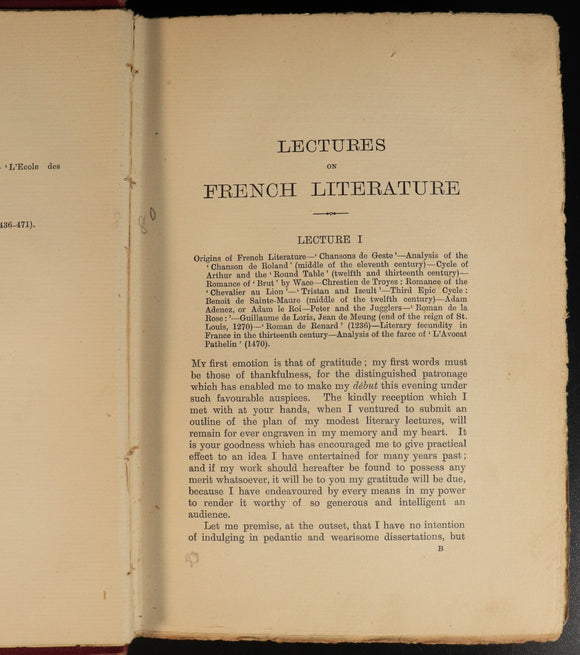 'L'Ecole des
436-471).
80
LECTURES
ON
FRENCH LITERATURE
LECTURE I
Origins of French Literature—'Chansons de Geste'—Analysis of the
'Chanson de Roland' (middle of the eleventh century)—Cycle of
Arthur and the 'Round Table' (twelfth and thirteenth century)—
Romance of 'Brut' by Wace—Chrestien de Troyes: Romance of the
'Chevalier au Lion'—'Tristan and Iseult'—Third Epic Cycle:
Benoit de Sainte-Maure (middle of the twelfth century)—Adam
Adenez, or Adam le Roi—Peter and the Jugglers—'Roman de la
Rose:'—Guillaume de Loris, Jean de Meung (end of the reign of St.
Louis, 1270)—'Roman de Renard' (1236)—Literary fecundity in
France in the thirteenth century—Analysis of the farce of 'L'Avocat
Pathelin' (1470).
MY first emotion is that of gratitude; my first words must
be those of thankfulness, for the distinguished patronage
which has enabled me to make my début this evening under
such favourable auspices. The kindly reception which I
met with at your hands, when I ventured to submit an
outline of the plan of my modest literary lectures, will
remain for ever engraven in my memory and my heart. It
is your goodness which has encouraged me to give practical
effect to an idea I have entertained for many years past;
and if my work should hereafter be found to possess any
merit whatsoever, it will be to you my gratitude will be due,
because I have endeavoured by every means in my power
to render it worthy of so generous and intelligent an
audience.
Let me premise, at the outset, that I have no intention
of indulging in pedantic and wearisome dissertations, but
B